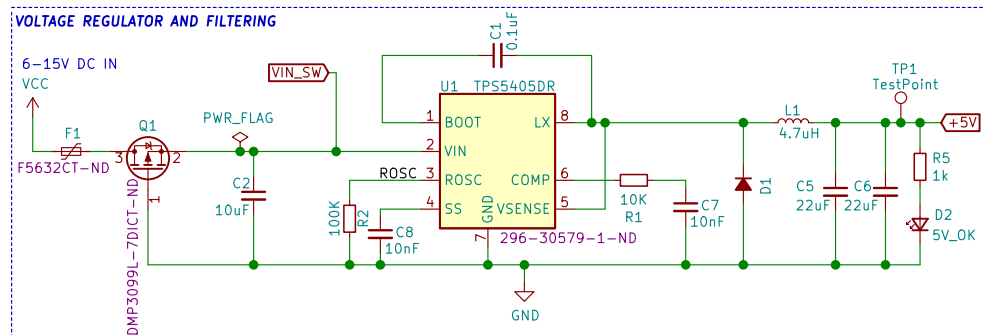 VOLTAGE REGULATOR AND FILTERING
6-15V DC IN
VCC
F1
F5632CT-ND
Q1
3
2
1
DMP3099L-7DICT-ND
PWR_FLAG
VIN_SW
C2
10uF
C1
0.1uF
U1 TPS5405DR
1 BOOT LX 8
2 VIN
ROSC 3 ROSC COMP 6
4 SS VSENSE 5
GND
7
296-30579-1-ND
100K
R2
C8
10nF
10K
R1
C7
10nF
D1
L1
4.7uH
TP1
TestPoint
+5V
C5
22uF
C6
22uF
R5
1k
D2
5V_OK
GND